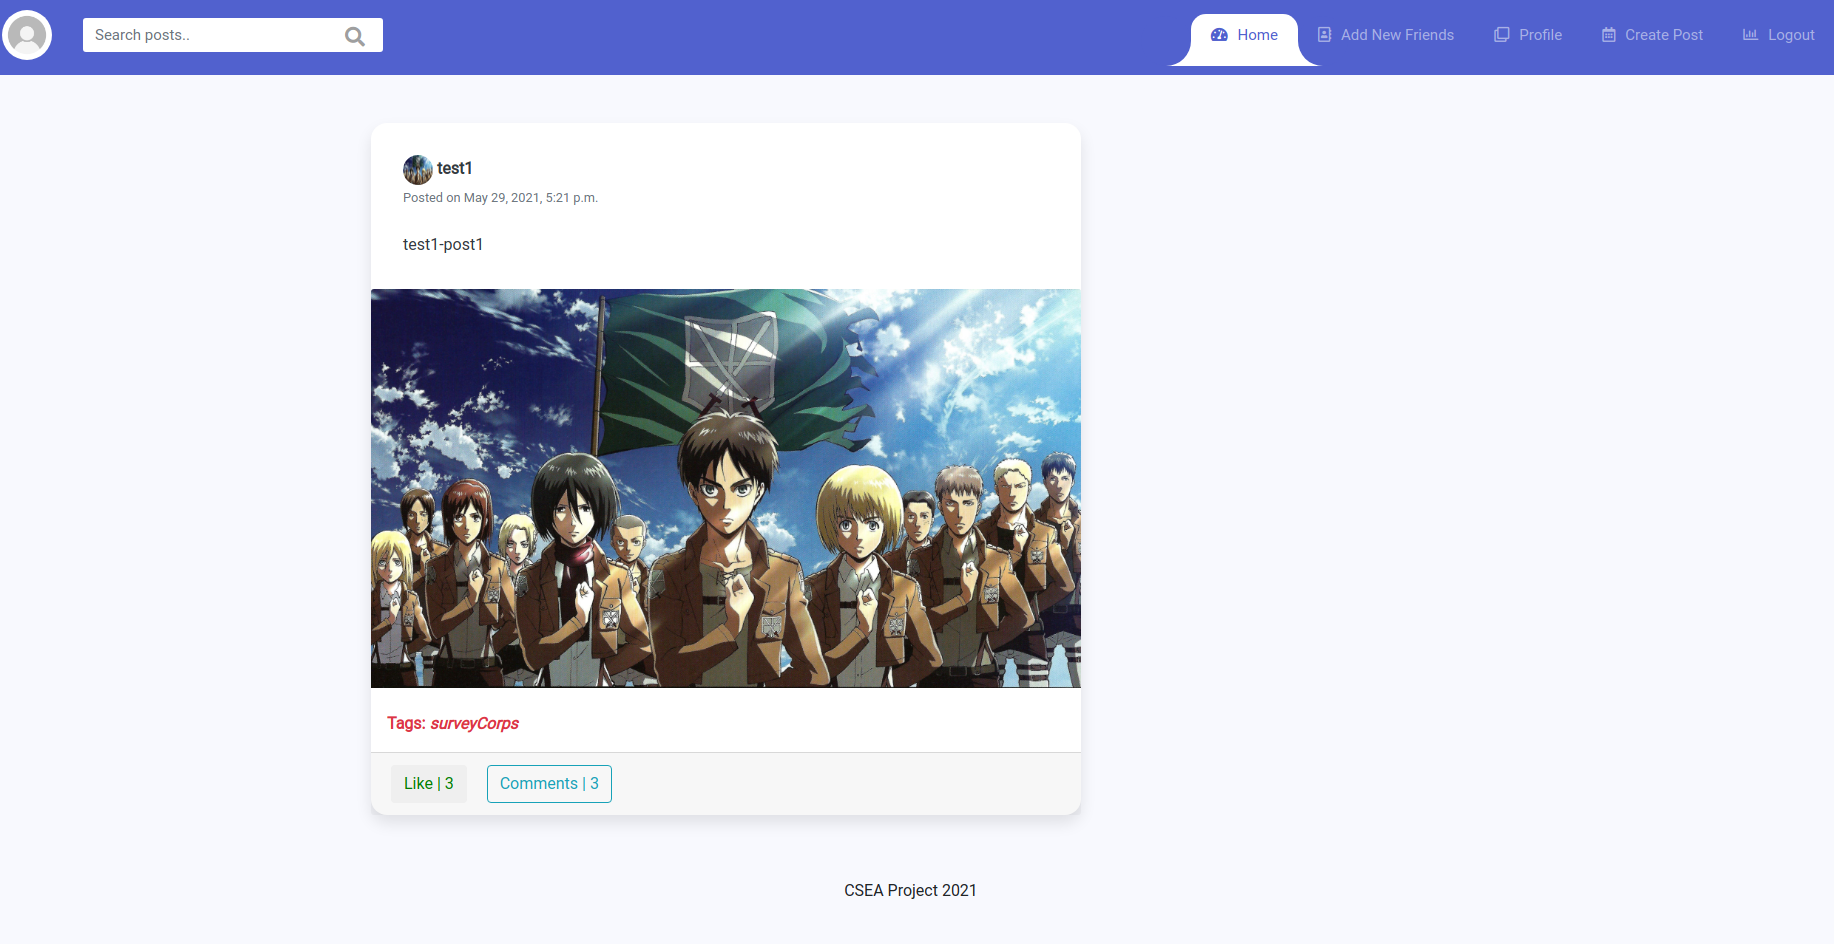 Search posts..
Home
Add New Friends
Profile
Create Post
Logout
test1
Posted on May 29, 2021, 5:21 p.m.
test1-post1
Tags: surveyCorps
Like | 3
Comments | 3
CSEA Project 2021